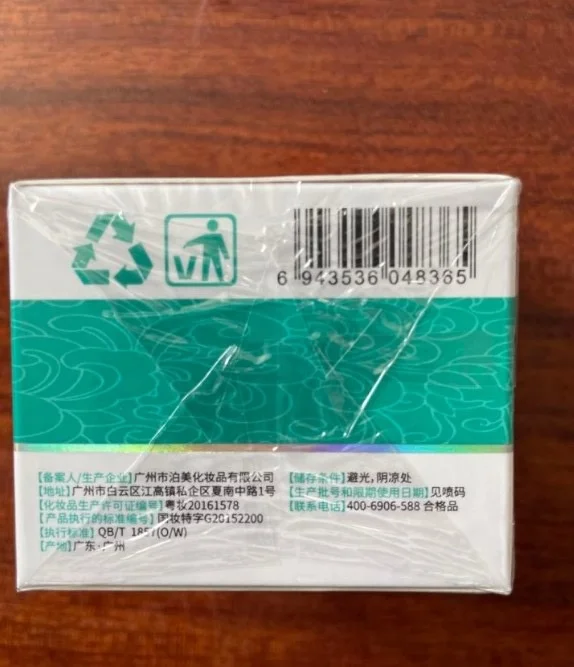 6 943536 048365
【备案人/生产企业】广州市泊美化妆品有限公司
【地址】广州市白云区江高镇私企区夏南中路1号
【化妆品生产许可证编号】粤妆20161578
【产品执行的标准编号】国妆特字G20152200
【执行标准】QB/T 1857(O/W)
【产地】广东·广州
【储存条件】避光，阴凉处
【生产批号和限期使用日期】见喷码
【联系电话】400-6906-588 合格品